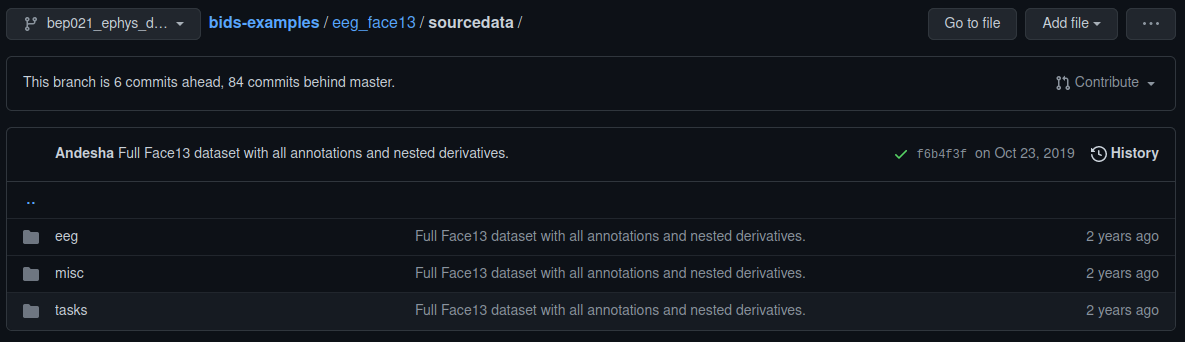 bep021_ephys_d... bids-examples / eeg_face13 / sourcedata / Go to file Add file ...
This branch is 6 commits ahead, 84 commits behind master. Contribute
Andesha Full Face13 dataset with all annotations and nested derivatives. f6b4f3f on Oct 23, 2019 History
..
eeg Full Face13 dataset with all annotations and nested derivatives. 2 years ago
misc Full Face13 dataset with all annotations and nested derivatives. 2 years ago
tasks Full Face13 dataset with all annotations and nested derivatives. 2 years ago